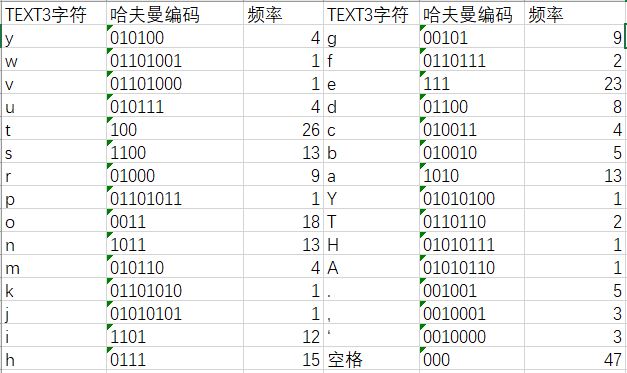 TEXT3字符 哈夫曼编码 频率 TEXT3字符 哈夫曼编码 频率
y 010100 4 g 00101 9
w 01101001 1 f 0110111 2
v 01101000 1 e 111 23
u 010111 4 d 01100 8
t 100 26 c 010011 4
s 1100 13 b 010010 5
r 01000 9 a 1010 13
p 01101011 1 Y 01010100 1
o 0011 18 T 0110110 2
n 1011 13 H 01010111 1
m 010110 4 A 01010110 1
k 01101010 1 . 001001 5
j 01010101 1 , 0010001 3
i 1101 12 ‘ 0010000 3
h 0111 15 空格 000 47